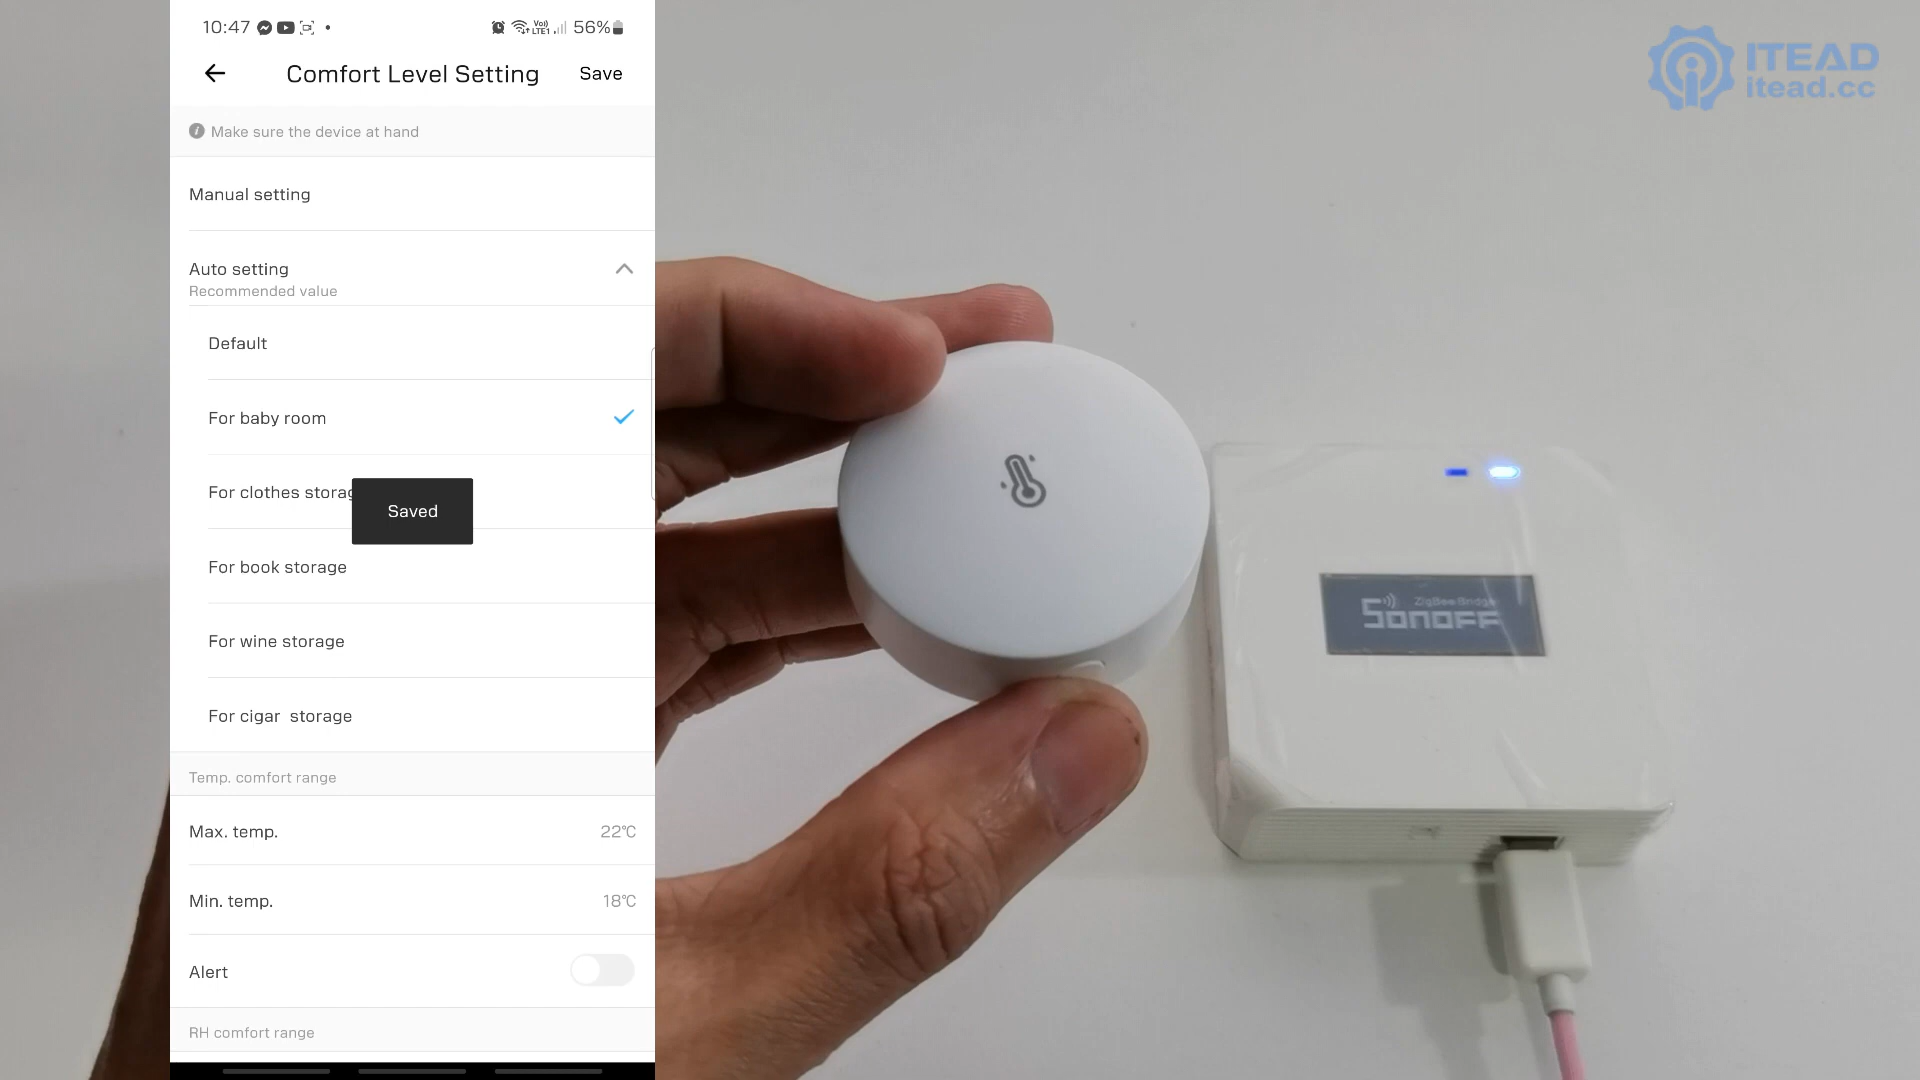 10:47
VoI)
LTE1
56%
Comfort Level Setting
Save
Make sure the device at hand
Manual setting
Auto setting
Recommended value
Default
For baby room
For clothes storag
Saved
For book storage
For wine storage
For cigar  storage
Temp. comfort range
Max. temp.
22℃
Min. temp.
18℃
Alert
RH comfort range
ITEAD
itead.cc
ZigBee Bridge
SONOFF